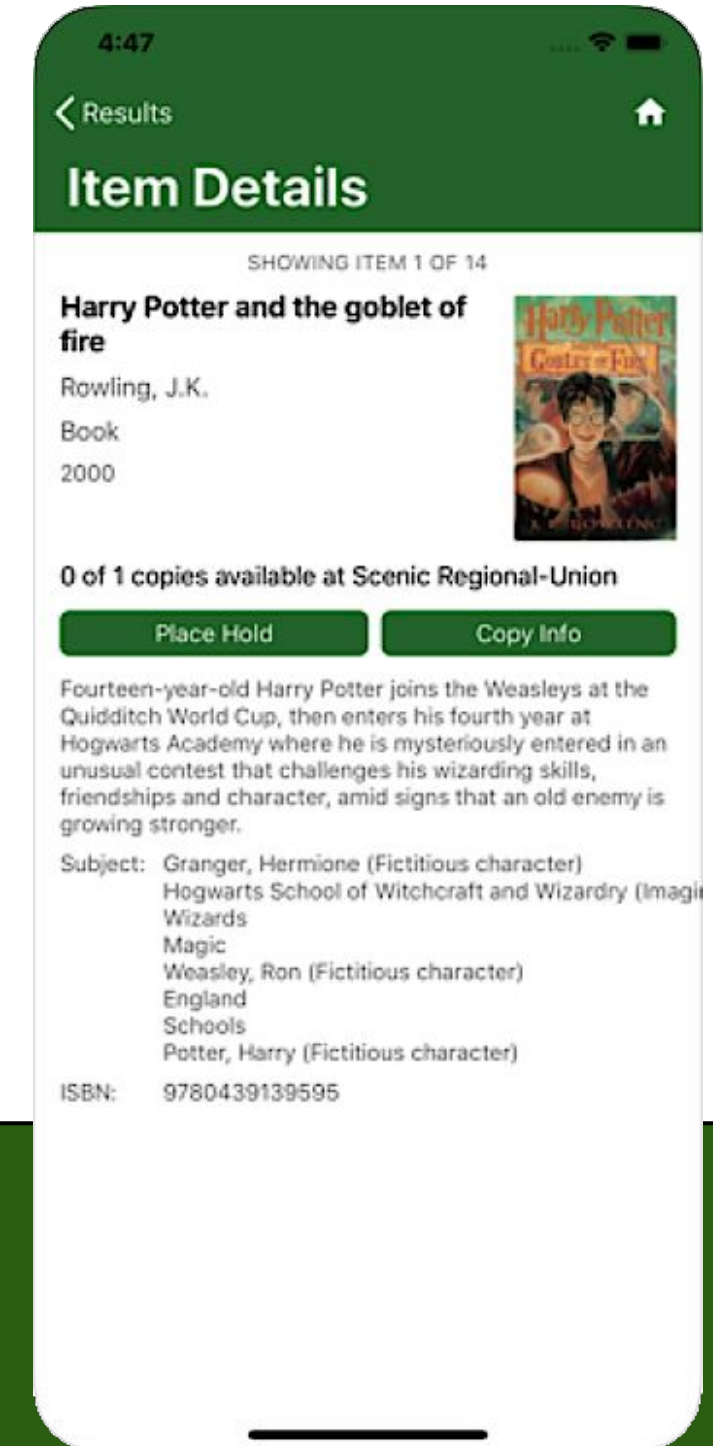 4:47
Results
Item Details
SHOWING ITEM 1 OF 14
Harry Potter and the goblet of
fire
Rowling, J.K.
Book
2000
Harry Potter
AND THE
GOBLET OF FIRE
J. K. ROWLING
0 of 1 copies available at Scenic Regional-Union
Place Hold
Copy Info
Fourteen-year-old Harry Potter joins the Weasleys at the
Quidditch World Cup, then enters his fourth year at
Hogwarts Academy where he is mysteriously entered in an
unusual contest that challenges his wizarding skills,
friendships and character, amid signs that an old enemy is
growing stronger.
Subject: Granger, Hermione (Fictitious character)
Hogwarts School of Witchcraft and Wizardry (Imagi
Wizards
Magic
Weasley, Ron (Fictitious character)
England
Schools
Potter, Harry (Fictitious character)
ISBN: 9780439139595